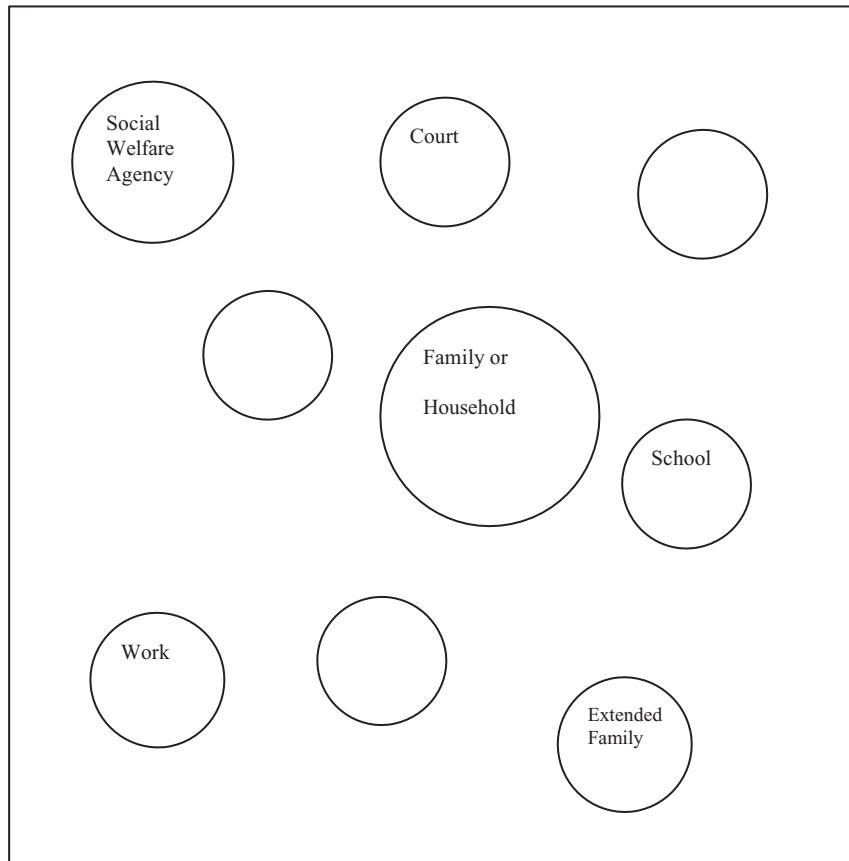 Social
Welfare
Agency
Court
Family or
Household
School
Work
Extended
Family